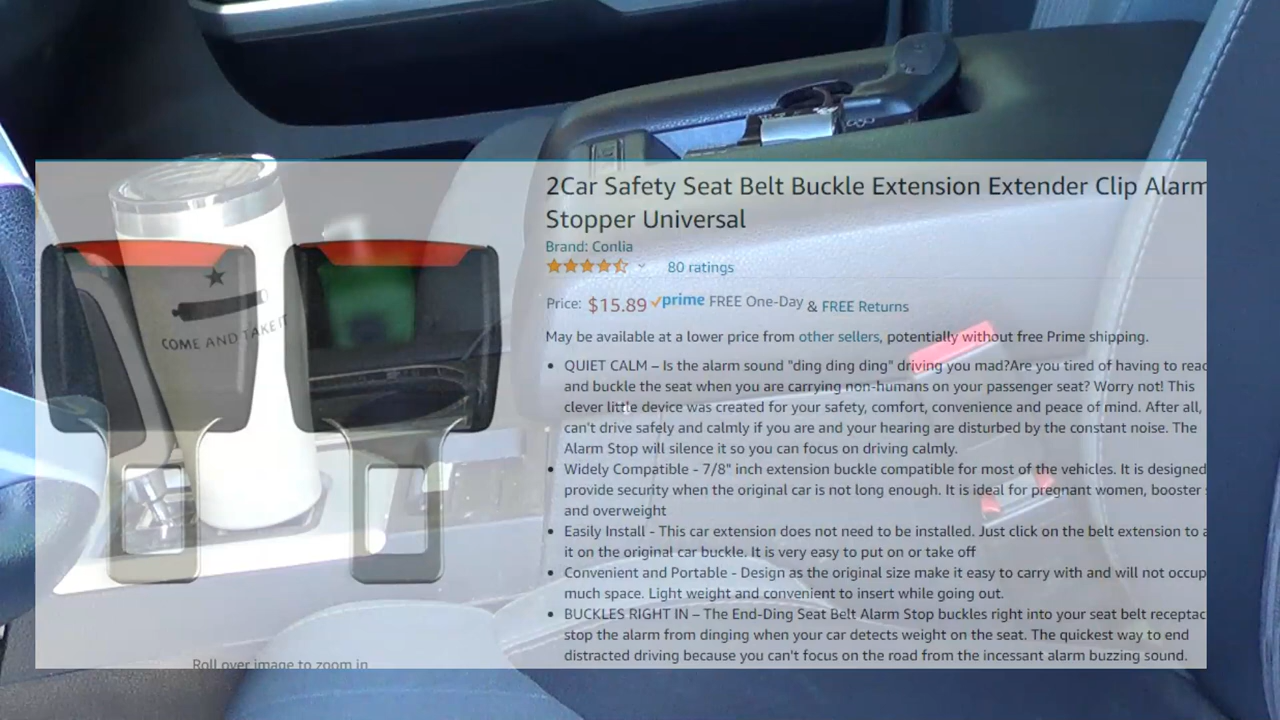 2Car Safety Seat Belt Buckle Extension Extender Clip Alarm
Stopper Universal
Brand: Conlia
80 ratings
Price: $15.89 prime FREE One-Day & FREE Returns
May be available at a lower price from other sellers, potentially without free Prime shipping.
• QUIET CALM – Is the alarm sound "ding ding ding" driving you mad?Are you tired of having to
and buckle the seat when you are carrying non-humans on your passenger seat? Worry not! This
clever little device was created for your safety, comfort, convenience and peace of mind. After all,
can't drive safely and calmly if you are and your hearing are disturbed by the constant noise. The
Alarm Stop will silence it so you can focus on driving calmly.
• Widely Compatible - 7/8" inch extension buckle compatible for most of the vehicles. It is designed
provide security when the original car is not long enough. It is ideal for pregnant women, booster
and overweight
• Easily Install - This car extension does not need to be installed. Just click on the belt extension to
it on the original car buckle. It is very easy to put on or take off
• Convenient and Portable - Design as the original size make it easy to carry with and will not
much space. Light weight and convenient to insert while going out.
• BUCKLES RIGHT IN – The End-Ding Seat Belt Alarm Stop buckles right into your seat belt
stop the alarm from dinging when your car detects weight on the seat. The quickest way to end
distracted driving because you can't focus on the road from the incessant alarm buzzing sound.
COME AND TAKE IT
Roll over image to zoom in